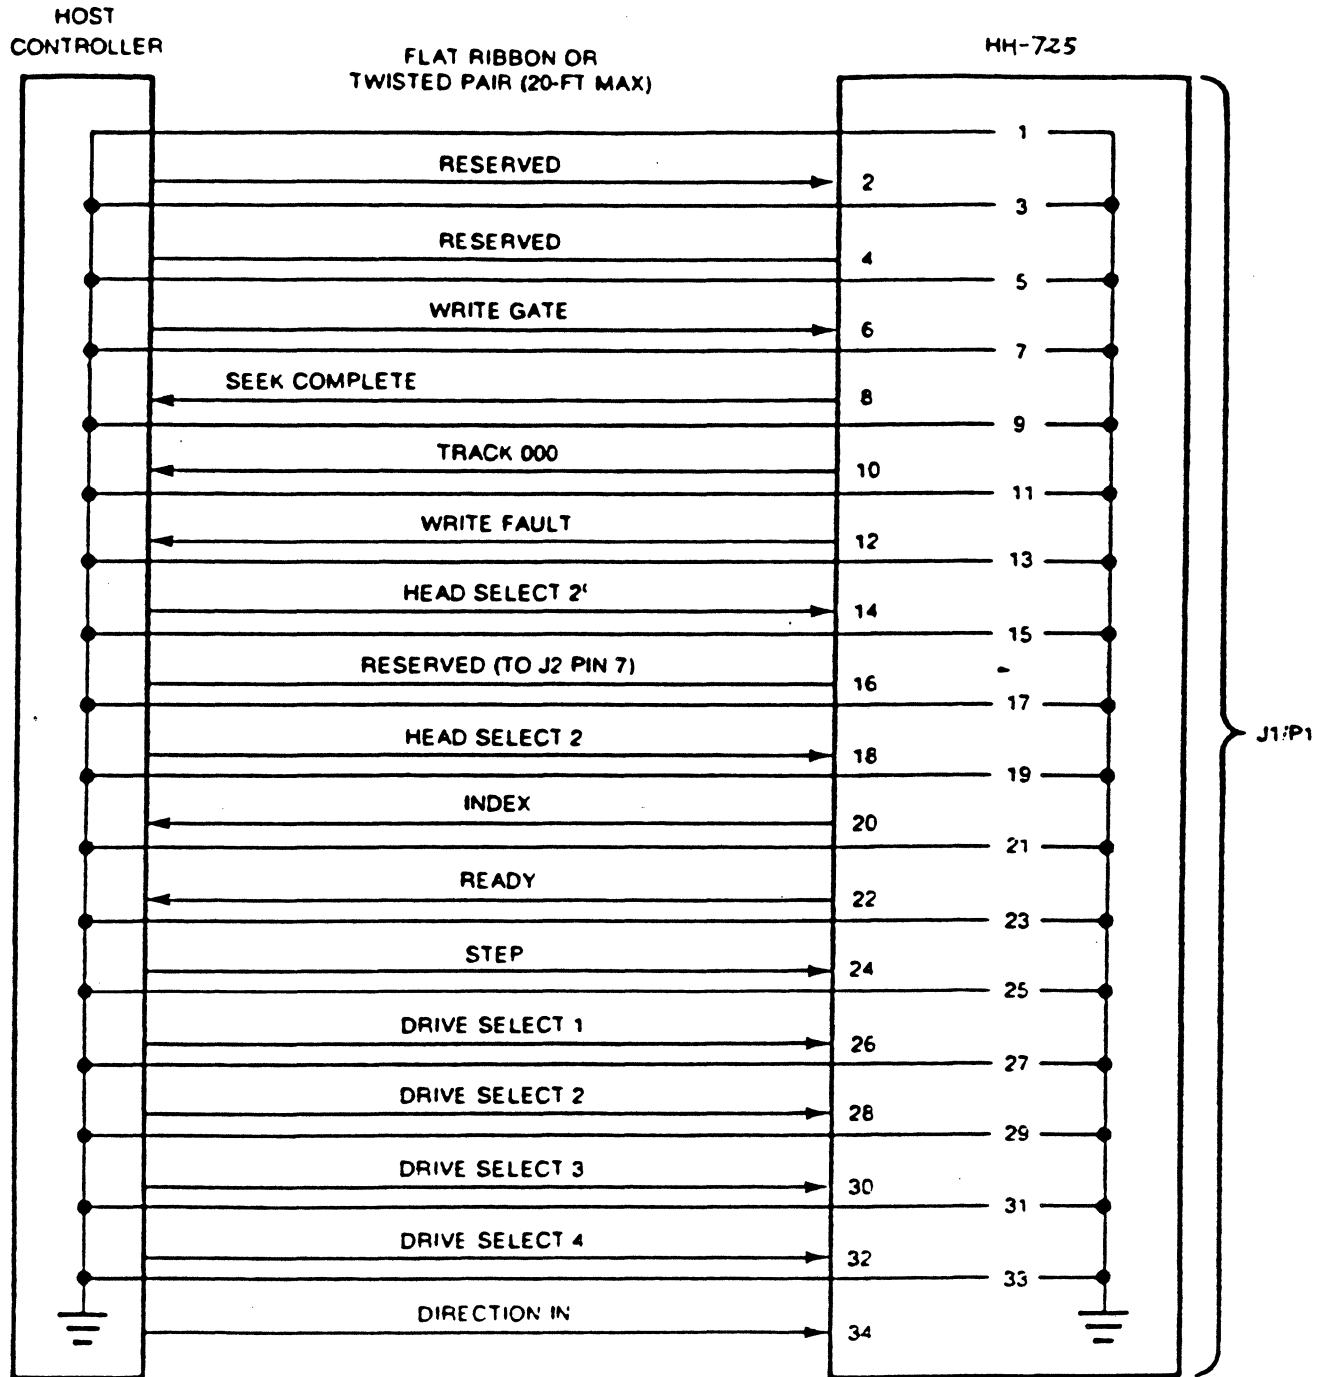 HOST
CONTROLLER
FLAT RIBBON OR
TWISTED PAIR (20-FT MAX)
HH-725
1
RESERVED
2
3
RESERVED
4
5
WRITE GATE
6
7
SEEK COMPLETE
8
9
TRACK 000
10
11
WRITE FAULT
12
13
HEAD SELECT 2
14
15
RESERVED (TO J2 PIN 7)
16
17
HEAD SELECT 2
18
19
J1/P1
INDEX
20
21
READY
22
23
STEP
24
25
DRIVE SELECT 1
26
27
DRIVE SELECT 2
28
29
DRIVE SELECT 3
30
31
DRIVE SELECT 4
32
33
DIRECTION IN
34